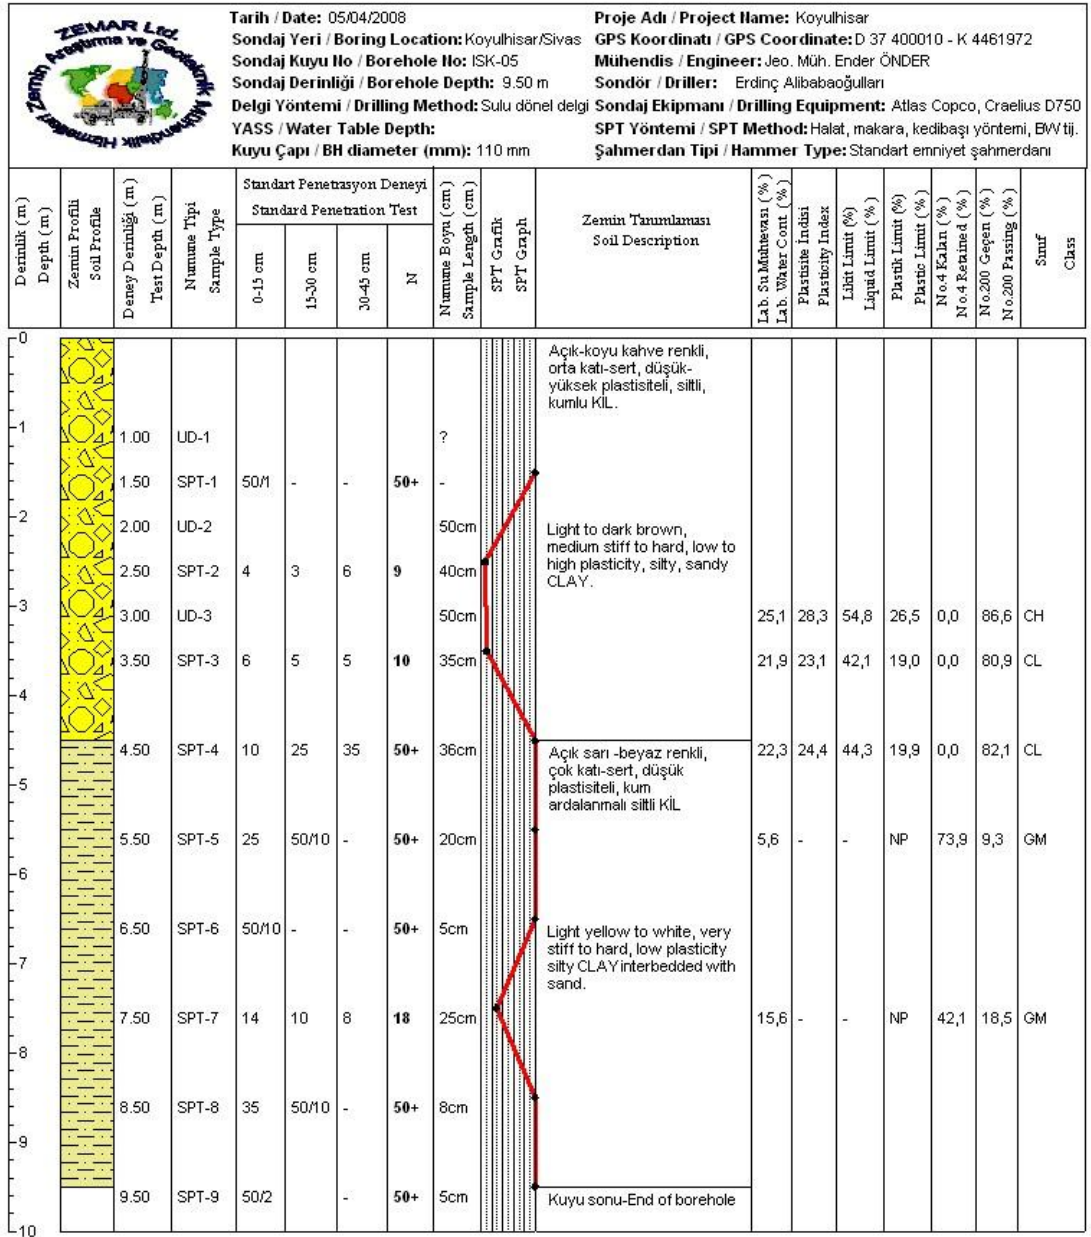 ZEMAR Ltd.
Zemin Araştırma ve Geoteknik Mühendislik Hizmetleri
Tarih / Date: 05/04/2008
Sondaj Yeri / Boring Location: Koyulhisar/Sivas
Sondaj Kuyu No / Borehole No: ISK-05
Sondaj Derinliği / Borehole Depth: 9.50 m
Delgi Yöntemi / Drilling Method: Sulu dönel delgi
YASS / Water Table Depth:
Kuyu Çapı / BH diameter (mm): 110 mm
Proje Adı / Project Name: Koyulhisar
GPS Koordinatı / GPS Coordinate: D 37 400010 - K 4461972
Mühendis / Engineer: Jeo. Müh. Ender ÖNDER
Sondör / Driller: Erdinç Alibabaoğulları
Sondaj Ekipmanı / Drilling Equipment: Atlas Copco, Craelius D750
SPT Yöntemi / SPT Method: Halat, makara, kedibaşı yöntemi, BW tij.
Şahmerdan Tipi / Hammer Type: Standart emniyet şahmerdanı
Derinlik ( m )
Depth ( m )
Zemin Profili
Soil Profile
Deney Derinliği ( m )
Test Depth ( m )
Numune Tipi
Sample Type
Standart Penetrasyon Deneyi
Standard Penetration Test
0-15 cm
15-30 cm
30-45 cm
N
Numune Boyu ( cm )
Sample Length (cm )
SPT Grafik
SPT Graph
Zemin Tanımlaması
Soil Description
Lab. Su Muhtevası ( % )
Lab. Water Cont. ( % )
Plastisite İndisi
Plasticity Index
Likit Limit (%)
Liquid Limit ( % )
Plastik Limit (%)
Plastic Limit ( % )
No.4 Kalan ( % )
No.4 Retained ( % )
No.200 Geçen ( % )
No.200 Passing ( % )
Sınıf
Class
0
Açık-koyu kahve renkli,
orta katı-sert, düşük-
yüksek plastisiteli, siltli,
kumlu KİL.
1
1.00 UD-1 ?
1.50 SPT-1 50/1 - - 50+ -
2
2.00 UD-2 50cm
Light to dark brown,
medium stiff to hard, low to
high plasticity, silty, sandy
CLAY.
2.50 SPT-2 4 3 6 9 40cm
3
3.00 UD-3 50cm 25,1 28,3 54,8 26,5 0,0 86,6 CH
3.50 SPT-3 6 5 5 10 35cm 21,9 23,1 42,1 19,0 0,0 80,9 CL
4
4.50 SPT-4 10 25 35 50+ 36cm 22,3 24,4 44,3 19,9 0,0 82,1 CL
Açık sarı -beyaz renkli,
çok katı-sert, düşük
plastisiteli, kum
ardalanmalı siltli KİL
5
5.50 SPT-5 25 50/10 - 50+ 20cm 5,6 - - NP 73,9 9,3 GM
6
6.50 SPT-6 50/10 - - 50+ 5cm
Light yellow to white, very
stiff to hard, low plasticity
silty CLAY interbedded with
sand.
7
7.50 SPT-7 14 10 8 18 25cm 15,6 - - NP 42,1 18,5 GM
8
8.50 SPT-8 35 50/10 - 50+ 8cm
9
9.50 SPT-9 50/2 - 50+ 5cm
Kuyu sonu-End of borehole
10